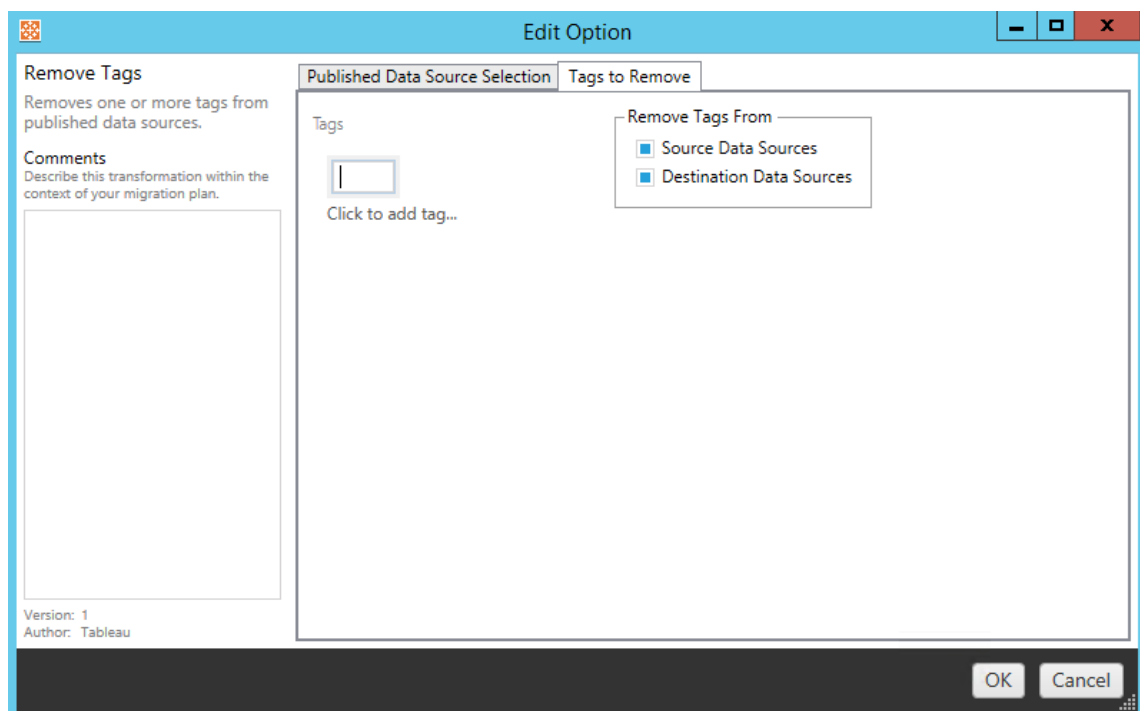 Edit Option
Remove Tags
Removes one or more tags from
published data sources.
Comments
Describe this transformation within the
context of your migration plan.
Version: 1
Author: Tableau
Published Data Source Selection
Tags to Remove
Tags
Click to add tag...
Remove Tags From
Source Data Sources
Destination Data Sources
OK
Cancel